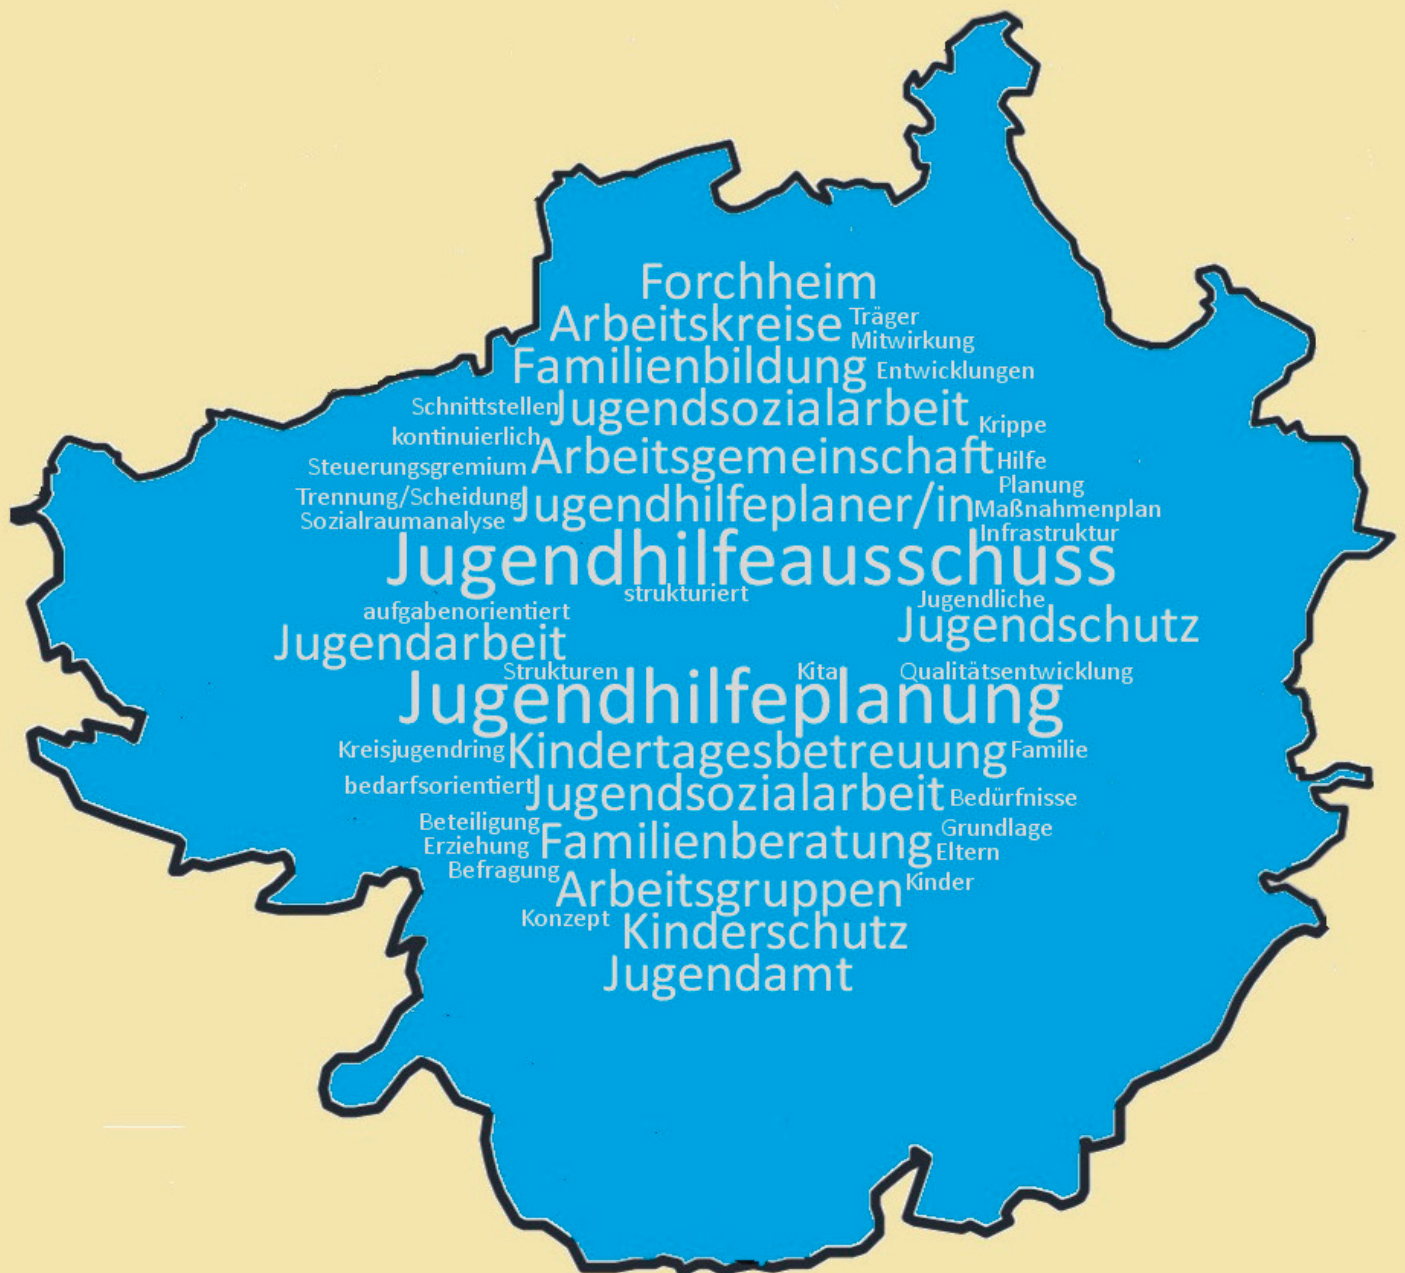 Forchheim
Arbeitskreise Träger
Mitwirkung
Familienbildung Entwicklungen
Schnittstellen Jugendsozialarbeit Krippe
kontinuierlich
Steuerungsgremium Arbeitsgemeinschaft Hilfe
Planung
Trennung/Scheidung Jugendhilfeplaner/in Maßnahmenplan
Sozialraumanalyse
Infrastruktur
Jugendhilfeausschuss
strukturiert Jugendliche
aufgabenorientiert
Jugendarbeit Jugendschutz
Strukturen Kita Qualitätsentwicklung
Jugendhilfeplanung
Kreisjugendring Kindertagesbetreuung Familie
bedarfsorientiert Jugendsozialarbeit Bedürfnisse
Beteiligung Grundlage
Erziehung Familienberatung Eltern
Befragung Arbeitsgruppen Kinder
Konzept Kinderschutz
Jugendamt